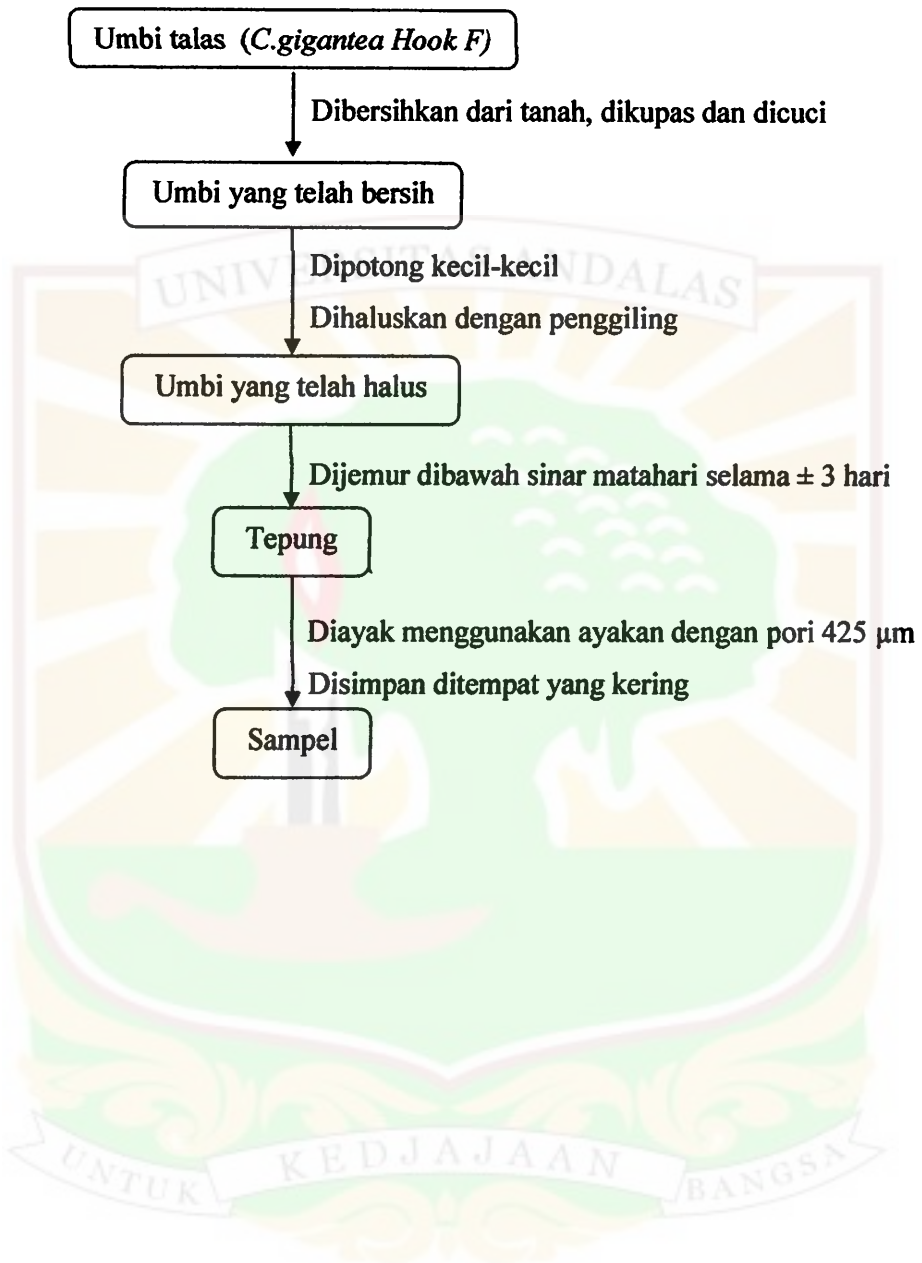 Umbi talas (C.gigantea Hook F)
Dibersihkan dari tanah, dikupas dan dicuci
Umbi yang telah bersih
Dipotong kecil-kecil
UNIVERSITAS ANDALAS
Dihaluskan dengan penggiling
Umbi yang telah halus
Dijemur dibawah sinar matahari selama ± 3 hari
Tepung
Diayak menggunakan ayakan dengan pori 425 µm
Disimpan ditempat yang kering
Sampel
UNTUK KEDJAJAAN BANGSA